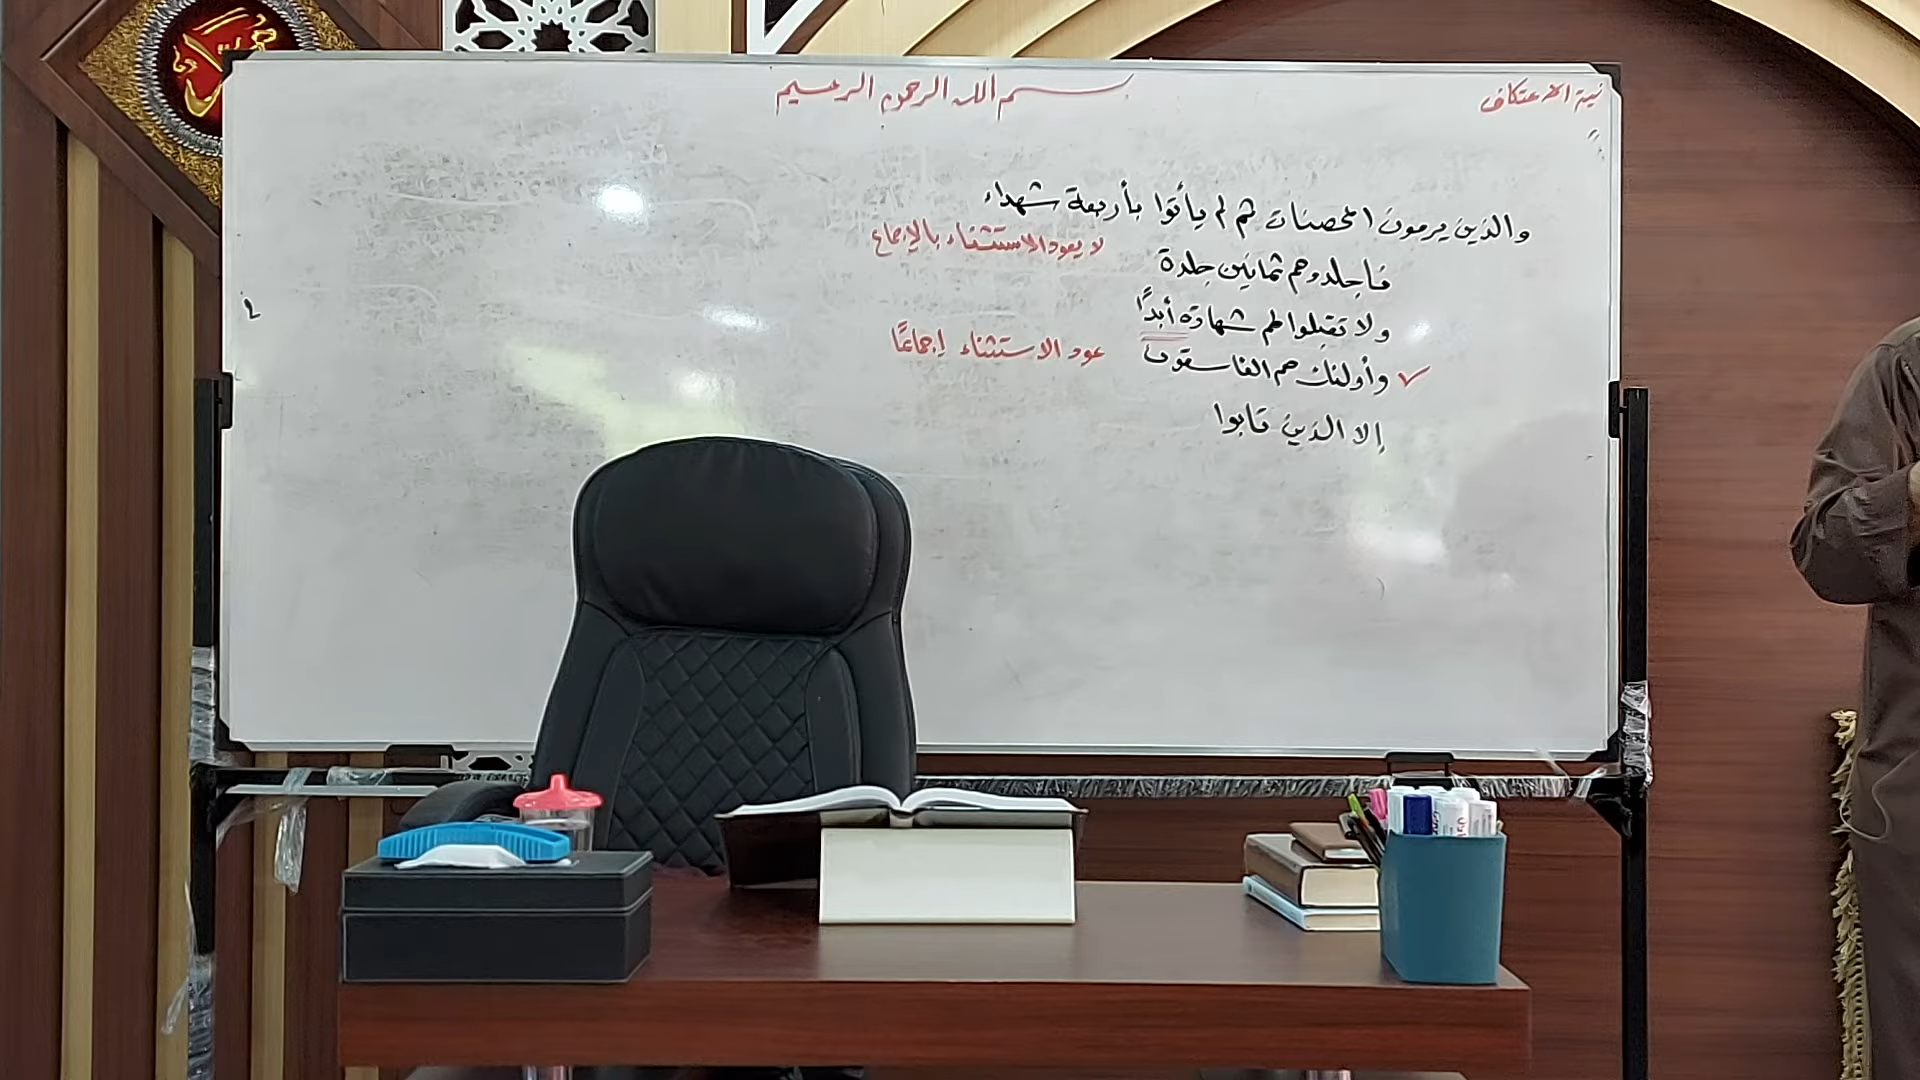 بسم الله الرحمن الرحيم
نية الاعتكاف
والذين يرمون المحصنات ثم لم يأتوا بأربعة شهداء
فاجلدوهم ثمانين جلدة
لا يعود الاستثناء بالإجماع
ولا تقبلوا لهم شهادة أبدًا
وأولئك هم الفاسقون
عود الاستثناء إجماعًا
إلا الذين تابوا